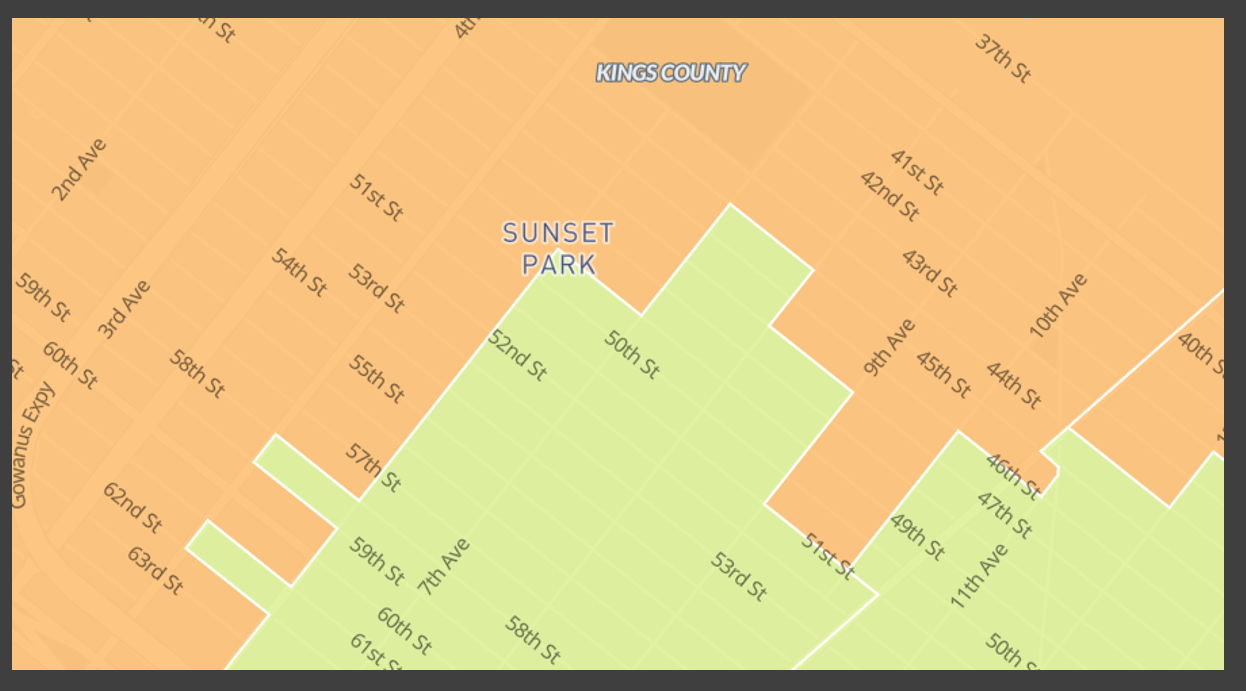 4th
37th St
KINGS COUNTY
2nd Ave
41st St
42nd St
51st St
SUNSET
PARK
54th St
53rd St
43rd St
59th St
3rd Ave
10th Ave
9th Ave
52nd St
50th St
40th St
60th St
58th St
55th St
45th St
44th St
Gowanus Expy
57th St
46th St
62nd St
47th St
49th St
51st St
63rd St
59th St
7th Ave
53rd St
11th Ave
60th St
58th St
61st St
50th St